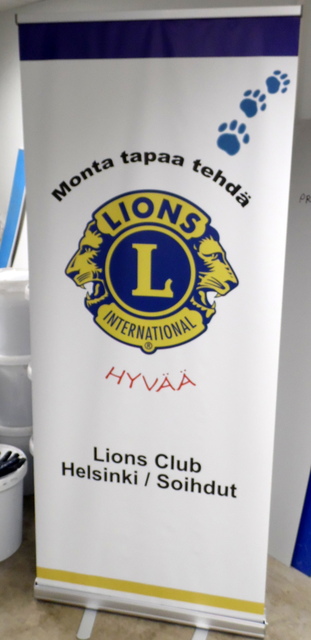 Monta tapaa tehdä
LIONS
L
INTERNATIONAL
®
HYVÄÄ
Lions Club
Helsinki / Soihdut